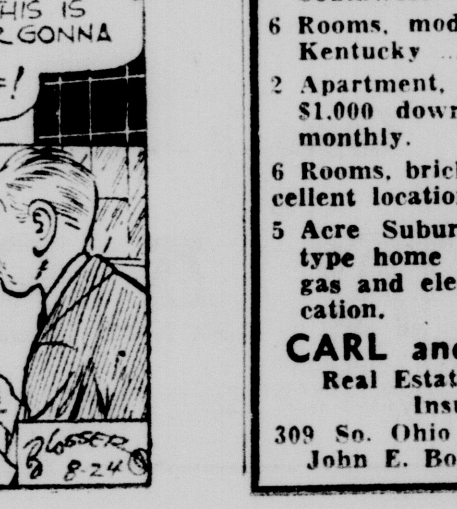 THIS IS
GONNA
BLOSSER
8-24
6 Rooms, mod
Kentucky
2 Apartment,
$1.000 down
monthly.
6 Rooms, bric
cellent locatio
5 Acre Subur
type home
gas and ele
cation.
CARL and
Real Estat
Insu
309 So. Ohio
John E. Bo